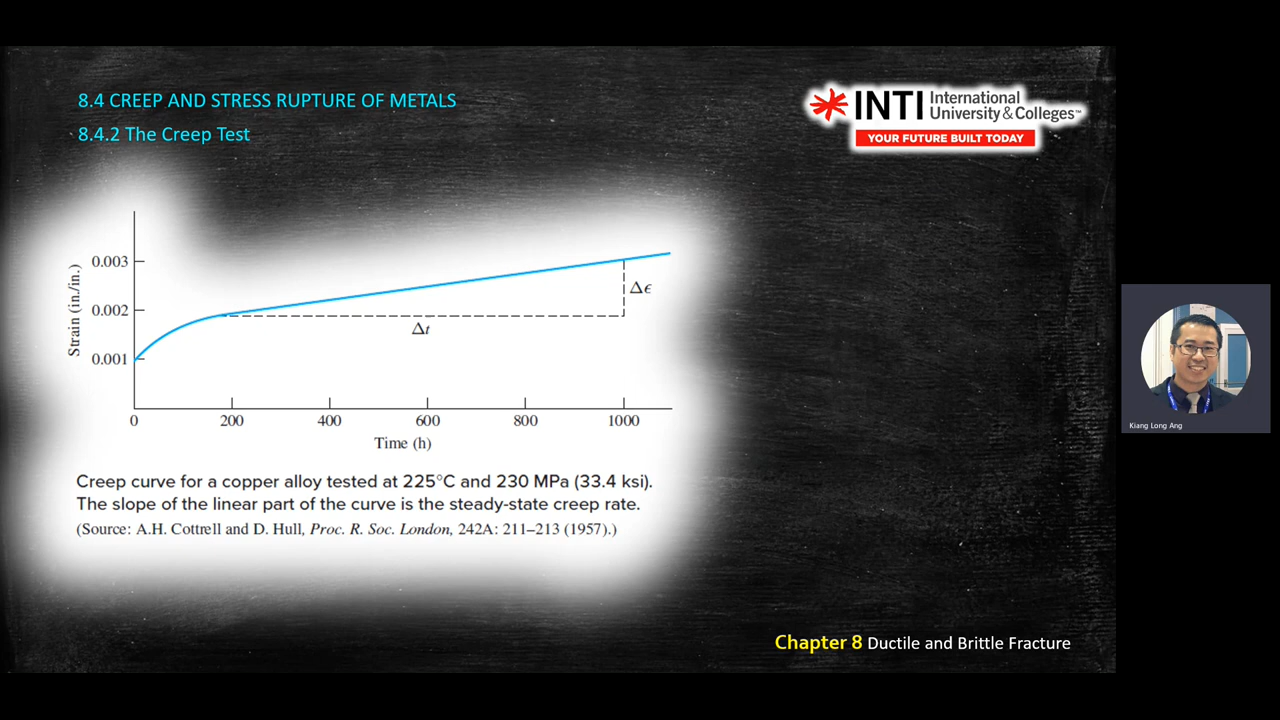 8.4 CREEP AND STRESS RUPTURE OF METALS
8.4.2 The Creep Test
INTI International
University & Colleges™
YOUR FUTURE BUILT TODAY
Strain (in./in.)
0.003
0.002
0.001
Δϵ
Δt
0 200 400 600 800 1000
Time (h)
Creep curve for a copper alloy tested at 225°C and 230 MPa (33.4 ksi).
The slope of the linear part of the curve is the steady-state creep rate.
(Source: A.H. Cottrell and D. Hull, Proc. R. Soc. London, 242A: 211–213 (1957).)
Kiang Long Ang
Chapter 8 Ductile and Brittle Fracture